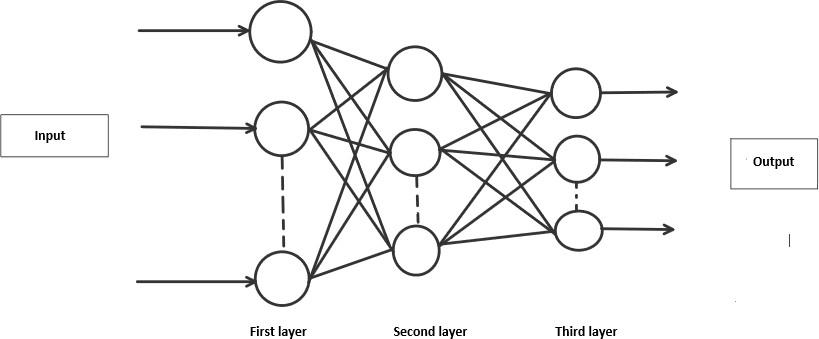 Input
Output
First layer
Second layer
Third layer